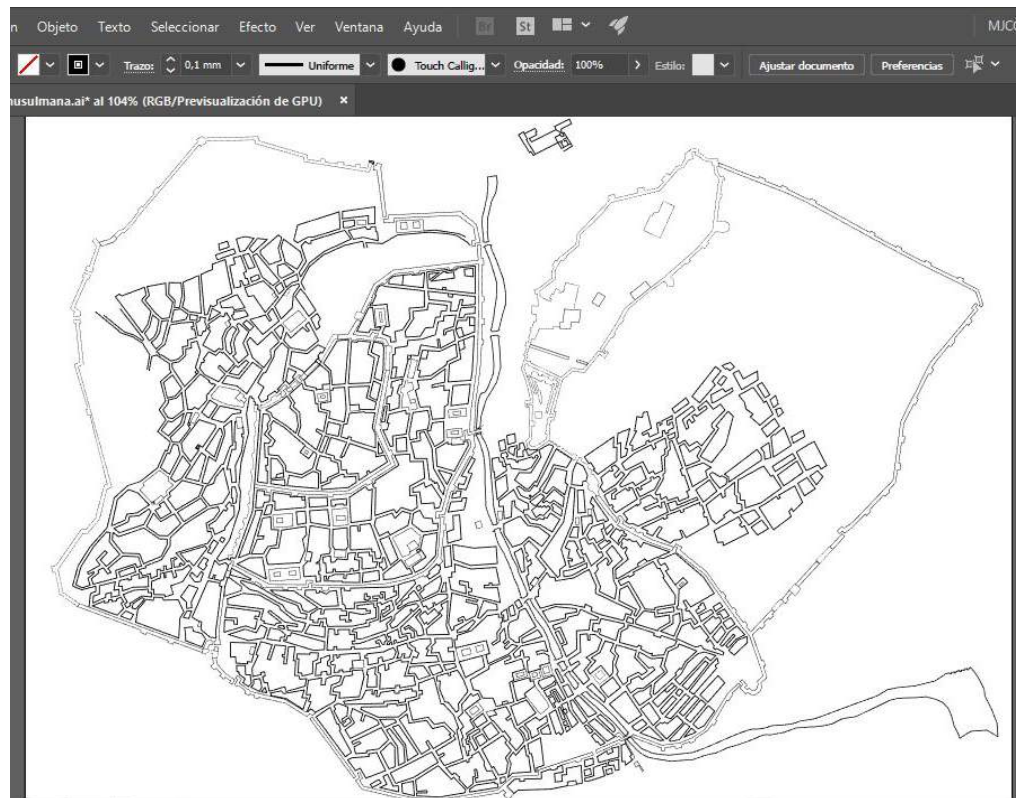 n Objeto Texto Seleccionar Efecto Ver Ventana Ayuda Br St MJC
Trazo: 0,1 mm Uniforme Touch Callig... Opacidad: 100% Estilo: Ajustar documento Preferencias
nusulmana.ai* al 104% (RGB/Previsualización de GPU) ×